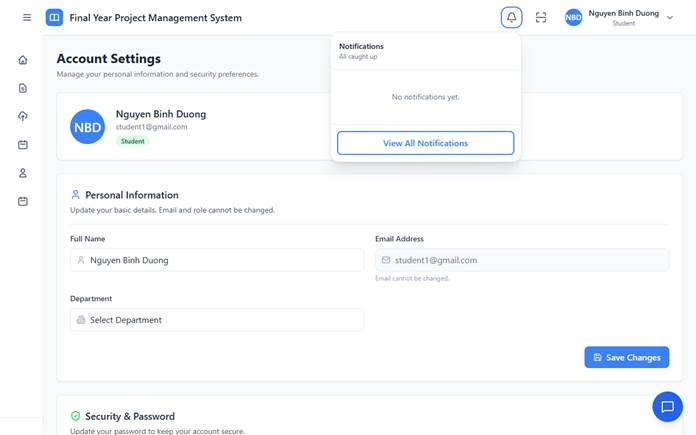 Final Year Project Management System
NBD
Nguyen Binh Duong
Student
Notifications
All caught up
No notifications yet.
View All Notifications
Account Settings
Manage your personal information and security preferences.
NBD
Nguyen Binh Duong
student1@gmail.com
Student
Personal Information
Update your basic details. Email and role cannot be changed.
Full Name
Nguyen Binh Duong
Email Address
student1@gmail.com
Email cannot be changed.
Department
Select Department
Save Changes
Security & Password
Update your password to keep your account secure.